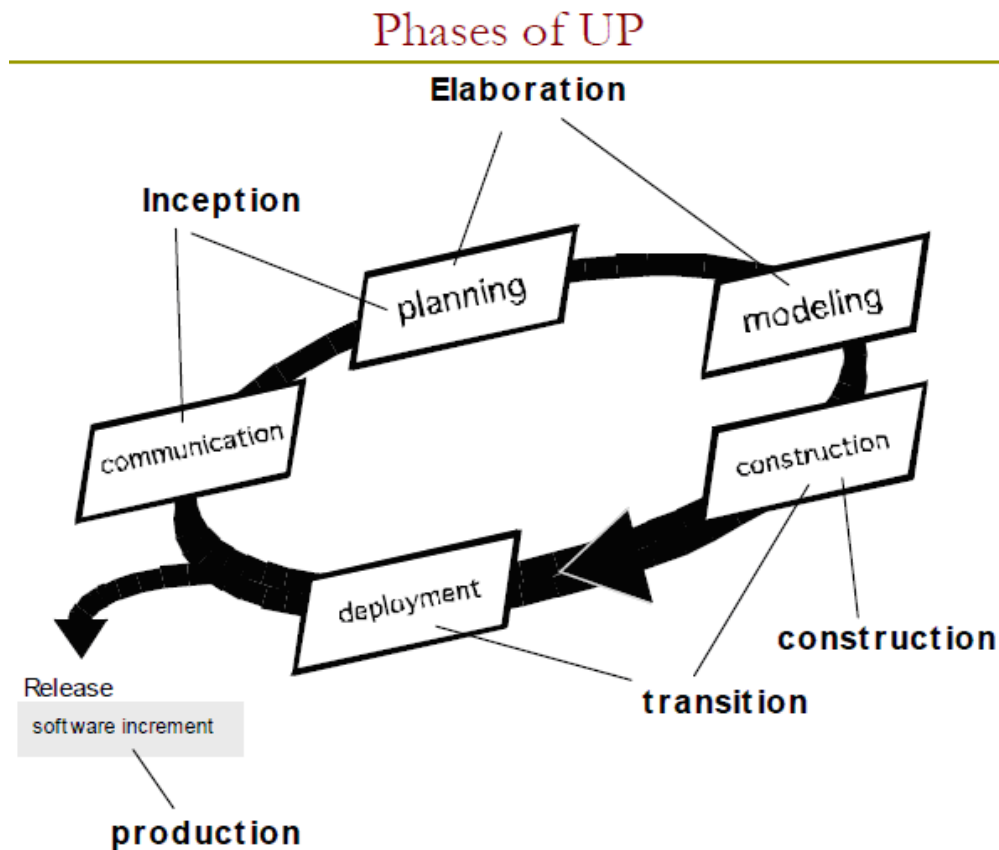 Phases of UP
Elaboration
Inception
planning
modeling
communication
construction
deployment
construction
transition
Release
software increment
production